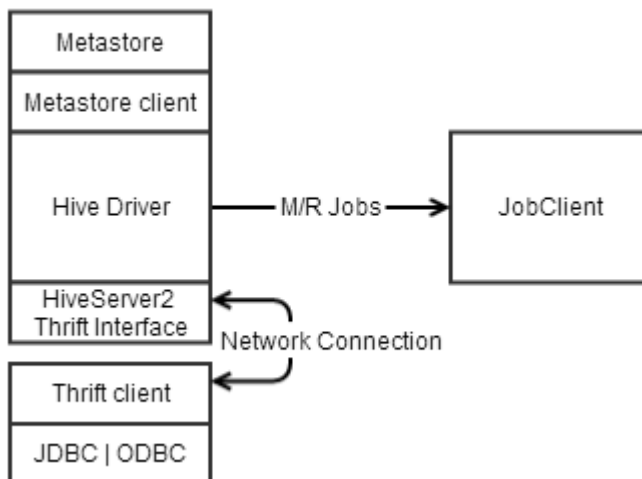 Metastore
Metastore client
Hive Driver
M/R Jobs
JobClient
HiveServer2
Thrift Interface
Network Connection
Thrift client
JDBC | ODBC